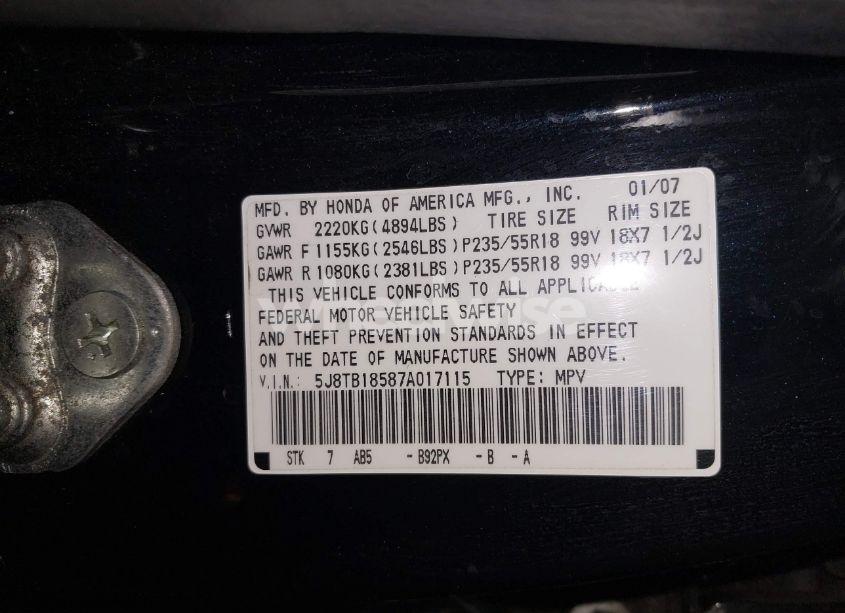 MFD. BY HONDA OF AMERICA MFG., INC. 01/07
GVWR 2220KG(4894LBS) TIRE SIZE RIM SIZE
GAWR F 1155KG(2546LBS) P235/55R18 99V 18X7 1/2J
GAWR R 1080KG(2381LBS) P235/55R18 99V 18X7 1/2J
THIS VEHICLE CONFORMS TO ALL APPLICABLE
FEDERAL MOTOR VEHICLE SAFETY
AND THEFT PREVENTION STANDARDS IN EFFECT
ON THE DATE OF MANUFACTURE SHOWN ABOVE.
V.I.N.: 5J8TB18587A017115 TYPE: MPV
STK 7 AB5 -B92PX -B -A